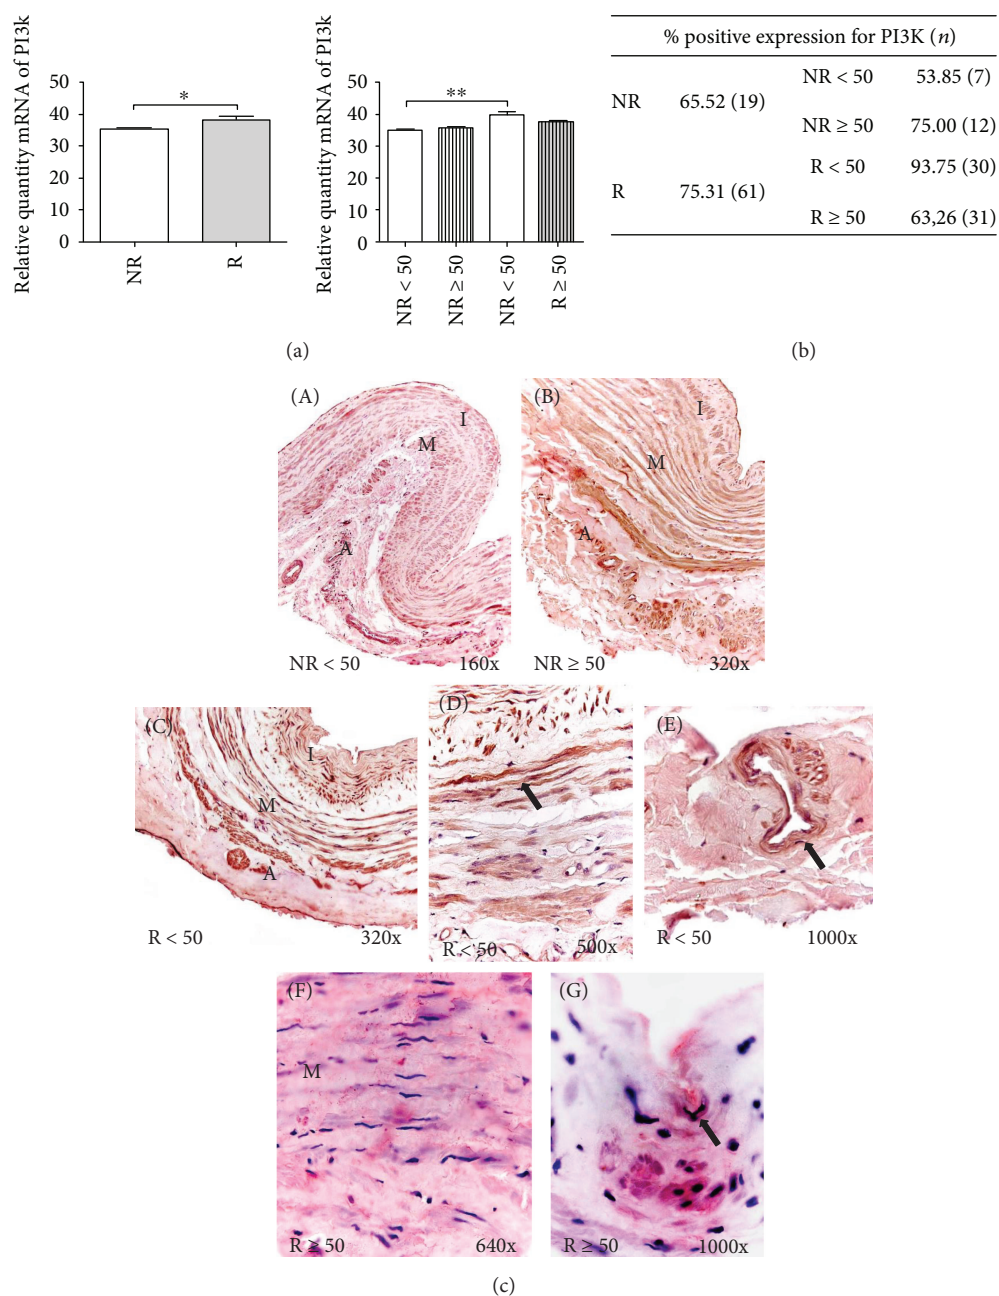 Relative quantity mRNA of PI3k
50
40
30
20
10
0
*
NR
R
Relative quantity mRNA of PI3k
50
40
30
20
10
0
**
NR < 50
NR ≥ 50
NR < 50
R ≥ 50
(a)
% positive expression for PI3K (n)
NR 65.52 (19)
NR < 50 53.85 (7)
NR ≥ 50 75.00 (12)
R 75.31 (61)
R < 50 93.75 (30)
R ≥ 50 63,26 (31)
(b)
(A)
I
M
A
NR < 50 160x
(B)
I
M
A
NR ≥ 50 320x
(C)
I
M
A
R < 50 320x
(D)
R < 50 500x
(E)
R < 50 1000x
(F)
M
R ≥ 50 640x
(G)
R ≥ 50 1000x
(c)